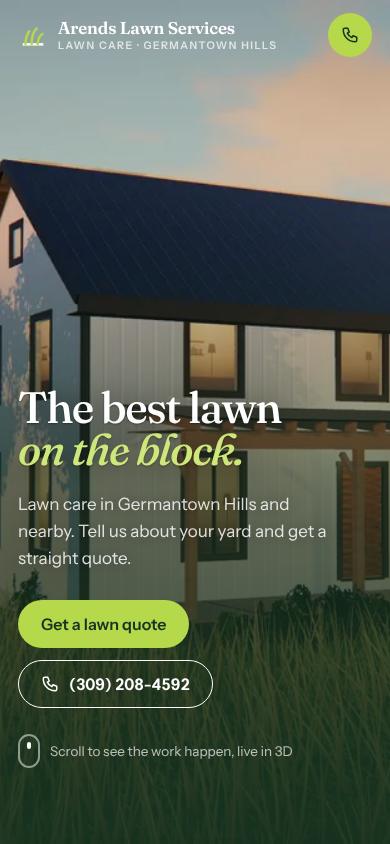 Arends Lawn Services
LAWN CARE · GERMANTOWN HILLS
The best lawn
on the block.
Lawn care in Germantown Hills and
nearby. Tell us about your yard and get a
straight quote.
Get a lawn quote
(309) 208-4592
Scroll to see the work happen, live in 3D